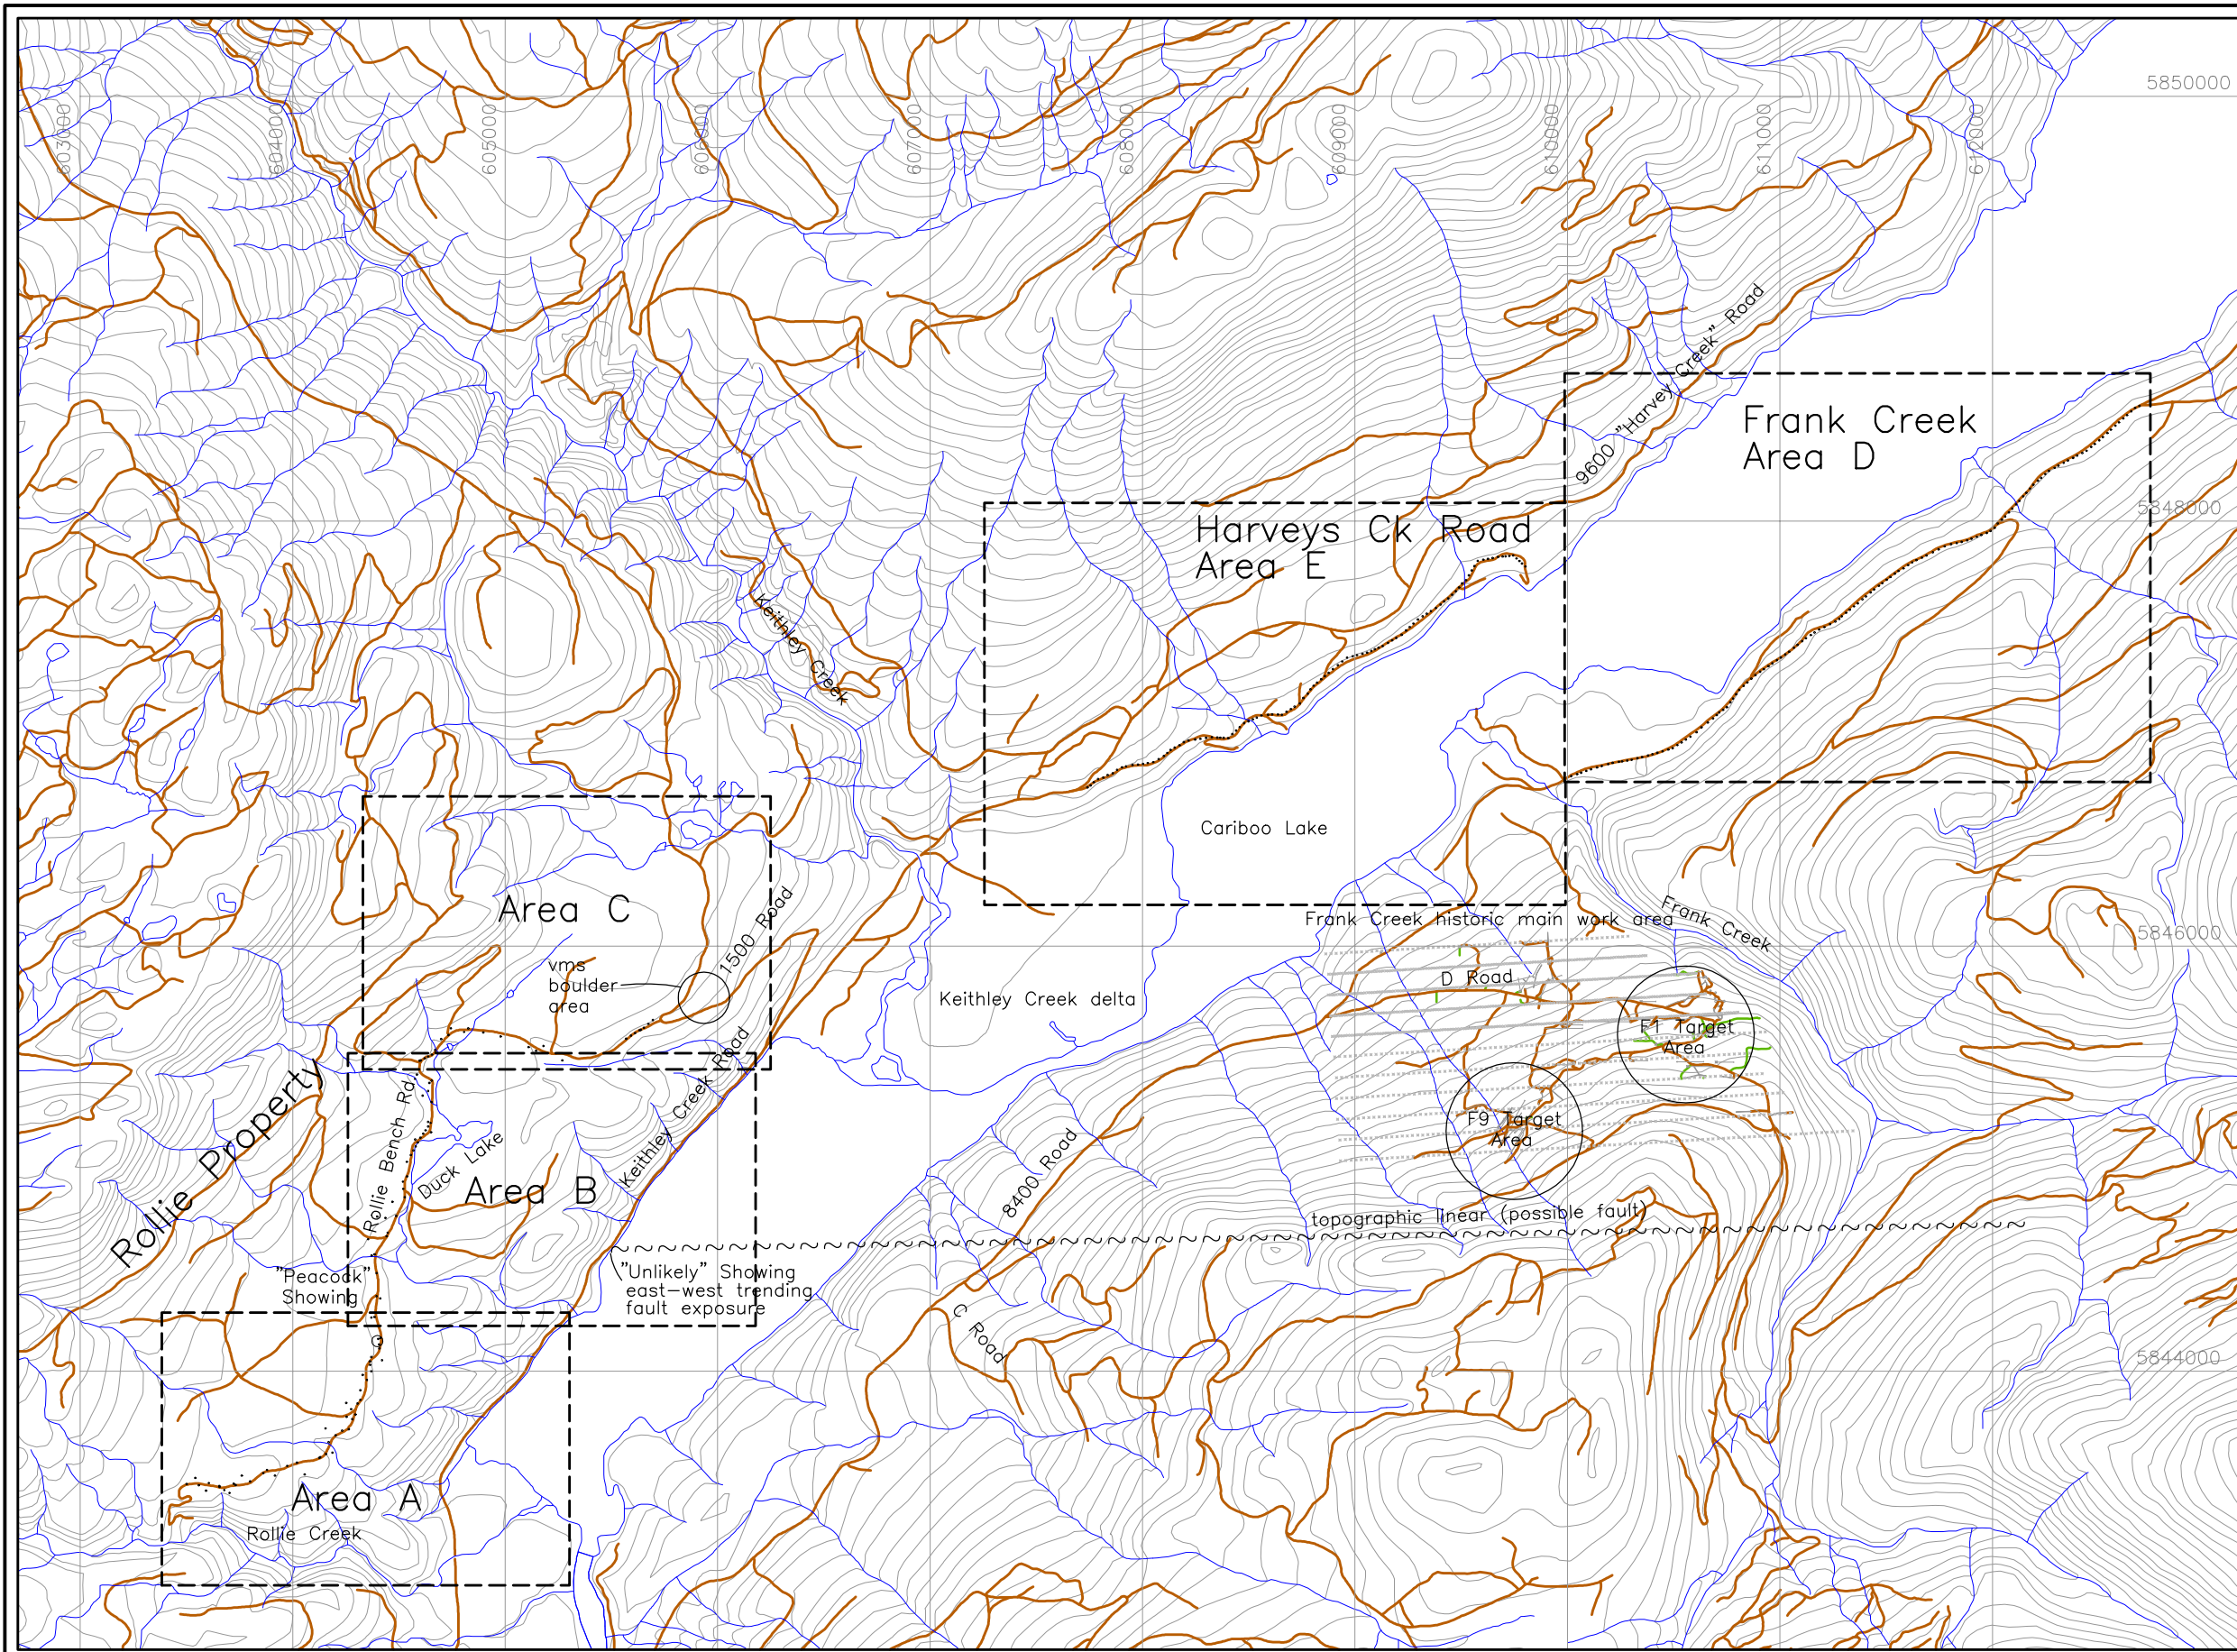 5850000
603000
604000
605000
606000
607000
608000
609000
610000
611000
612000
9600 "Harvey Creek" Road
Frank Creek
Area D
5848000
Harveys Ck Road
Area E
Keithley Creek
Cariboo Lake
Area C
1500 Road
vms
boulder
area
Frank Creek historic main work area
Frank Creek
5846000
D Road
Keithley Creek delta
F1 Target
Area
Rollie Property
Rollie Bench Rd
Duck Lake
Area B
Keithley Creek Road
F9 Target
Area
8400 Road
topographic linear (possible fault)
"Peacock"
Showing
"Unlikely" Showing
east-west trending
fault exposure
C Road
5844000
Area A
Rollie Creek